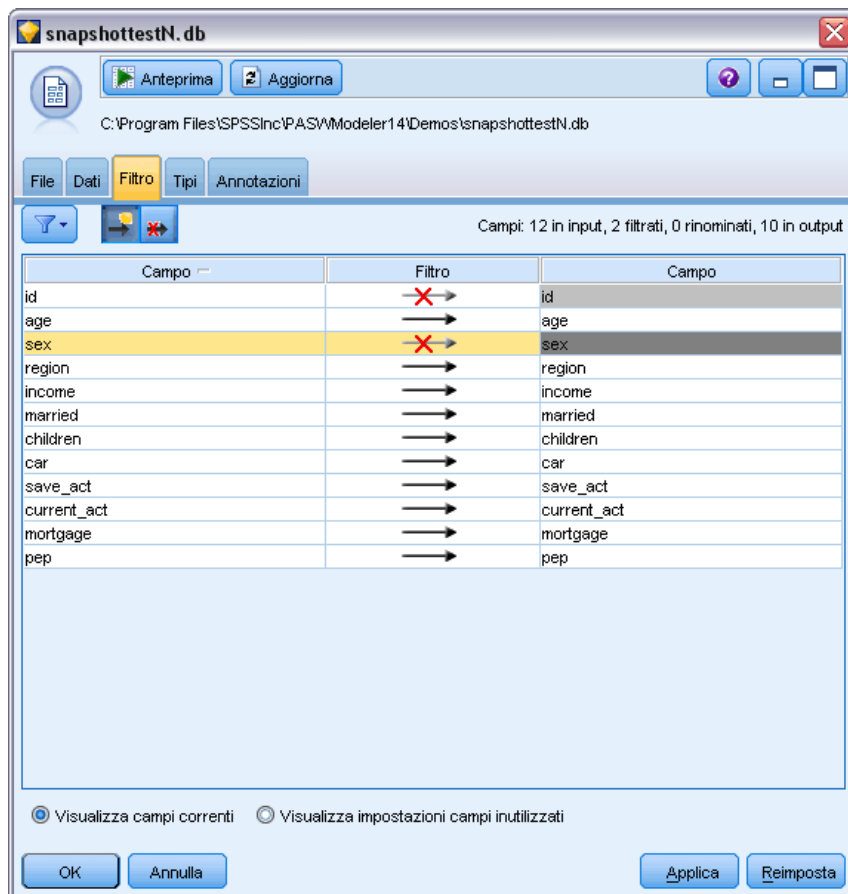 snapshottestN.db
Anteprima Aggiorna
C:\Program Files\SPSSInc\PASWModeler14\Demos\snapshottestN.db
File Dati Filtro Tipi Annotazioni
Campi: 12 in input, 2 filtrati, 0 rinominati, 10 in output
Campo Filtro Campo
id id
age age
sex sex
region region
income income
married married
children children
car car
save_act save_act
current_act current_act
mortgage mortgage
pep pep
Visualizza campi correnti Visualizza impostazioni campi inutilizzati
OK Annulla Applica Reimposta